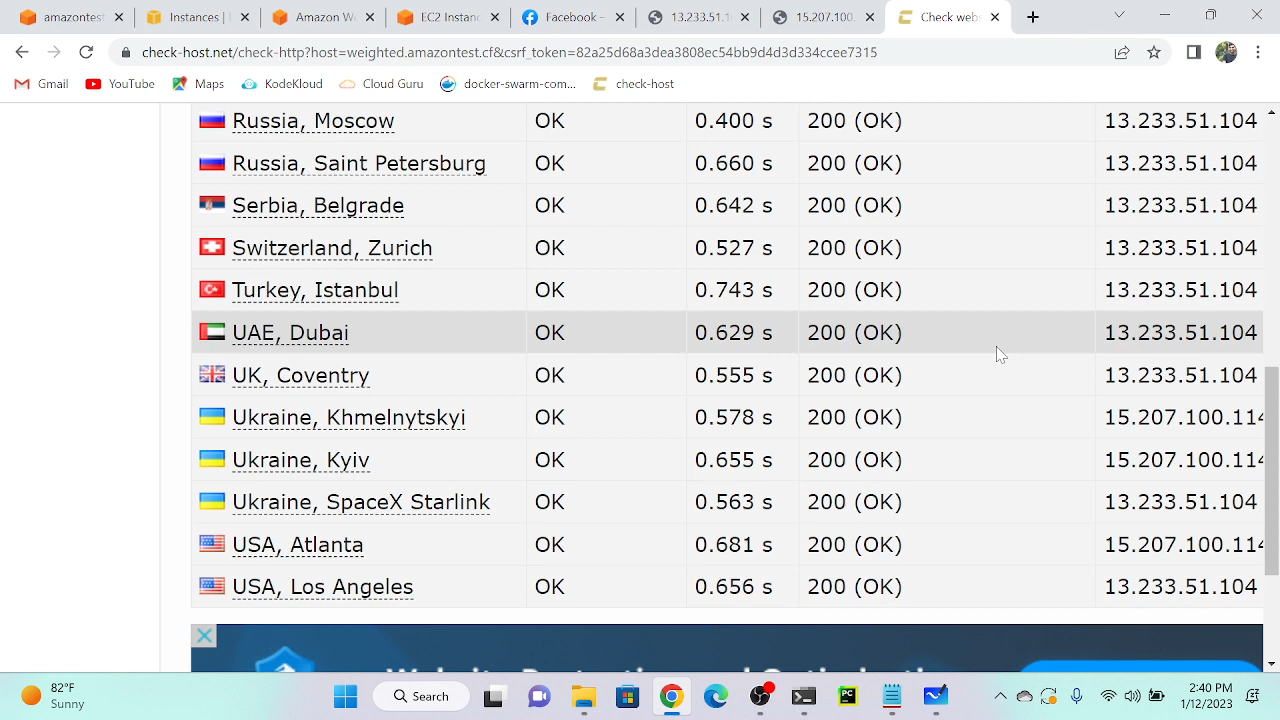 amazontest
Instances |
Amazon W
EC2 Instanc
Facebook –
13.233.51.1
15.207.100.
Check webs
check-host.net/check-http?host=weighted.amazontest.cf&csrf_token=82a25d68a3dea3808ec54bb9d4d3d334ccee7315
Gmail
YouTube
Maps
KodeKloud
Cloud Guru
docker-swarm-com...
check-host
Russia, Moscow OK 0.400 s 200 (OK) 13.233.51.104
Russia, Saint Petersburg OK 0.660 s 200 (OK) 13.233.51.104
Serbia, Belgrade OK 0.642 s 200 (OK) 13.233.51.104
Switzerland, Zurich OK 0.527 s 200 (OK) 13.233.51.104
Turkey, Istanbul OK 0.743 s 200 (OK) 13.233.51.104
UAE, Dubai OK 0.629 s 200 (OK) 13.233.51.104
UK, Coventry OK 0.555 s 200 (OK) 13.233.51.104
Ukraine, Khmelnytskyi OK 0.578 s 200 (OK) 15.207.100.114
Ukraine, Kyiv OK 0.655 s 200 (OK) 15.207.100.114
Ukraine, SpaceX Starlink OK 0.563 s 200 (OK) 13.233.51.104
USA, Atlanta OK 0.681 s 200 (OK) 15.207.100.114
USA, Los Angeles OK 0.656 s 200 (OK) 13.233.51.104
82°F
Sunny
Search
PC
2:40 PM
1/12/2023